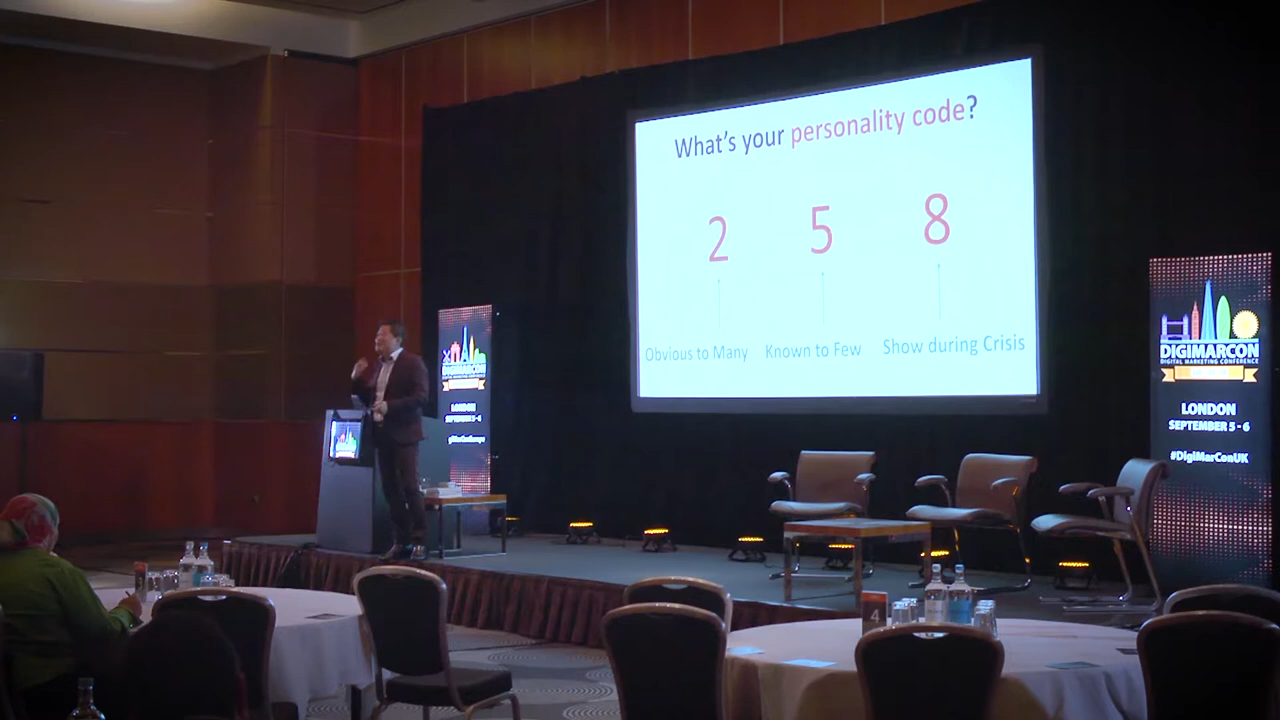 What's your personality code?
2 5 8
Obvious to Many Known to Few Show during Crisis
DIGIMARCON
LONDON
SEPTEMBER 5 - 6
DIGIMARCON
DIGITAL MARKETING CONFERENCE
LONDON
SEPTEMBER 5 - 6
#DigiMarConUK
4